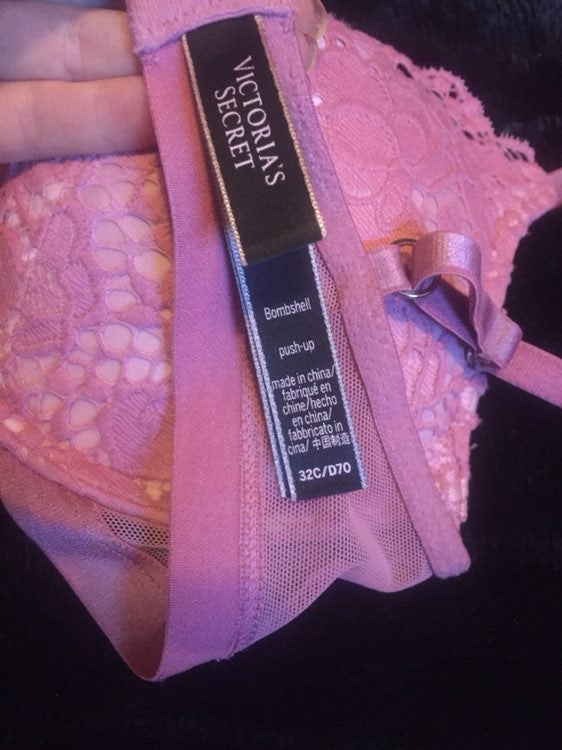 VICTORIA'S
SECRET
Bombshell
push-up
made in china/
fabriqué en
chine/hecho
en china/
fabbricato in
cina/ 中国制造
32C/D70